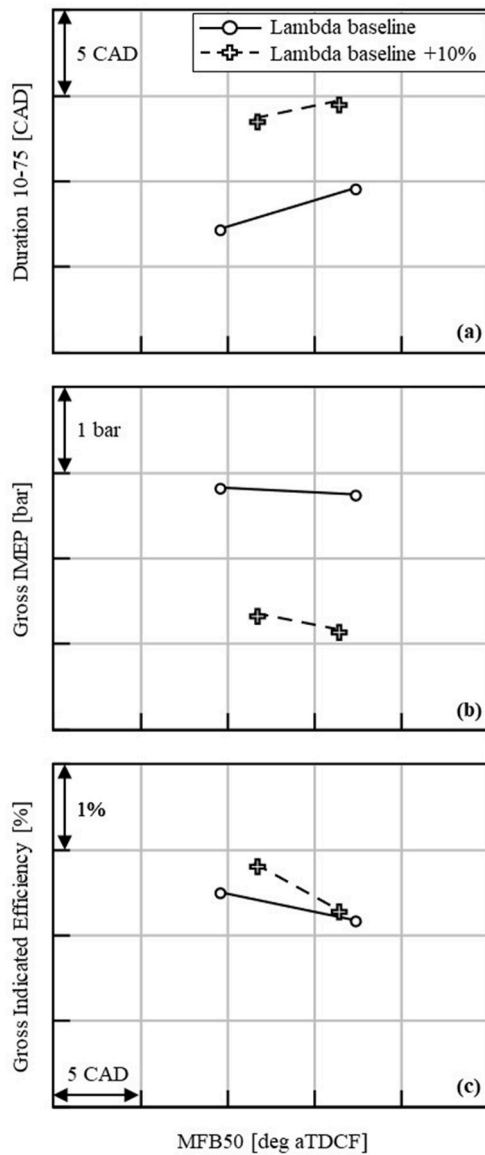 Lambda baseline
Lambda baseline +10%
5 CAD
Duration 10-75 [CAD]
(a)
1 bar
Gross IMEP [bar]
(b)
1%
Gross Indicated Efficiency [%]
5 CAD
(c)
MFB50 [deg aTDCF]